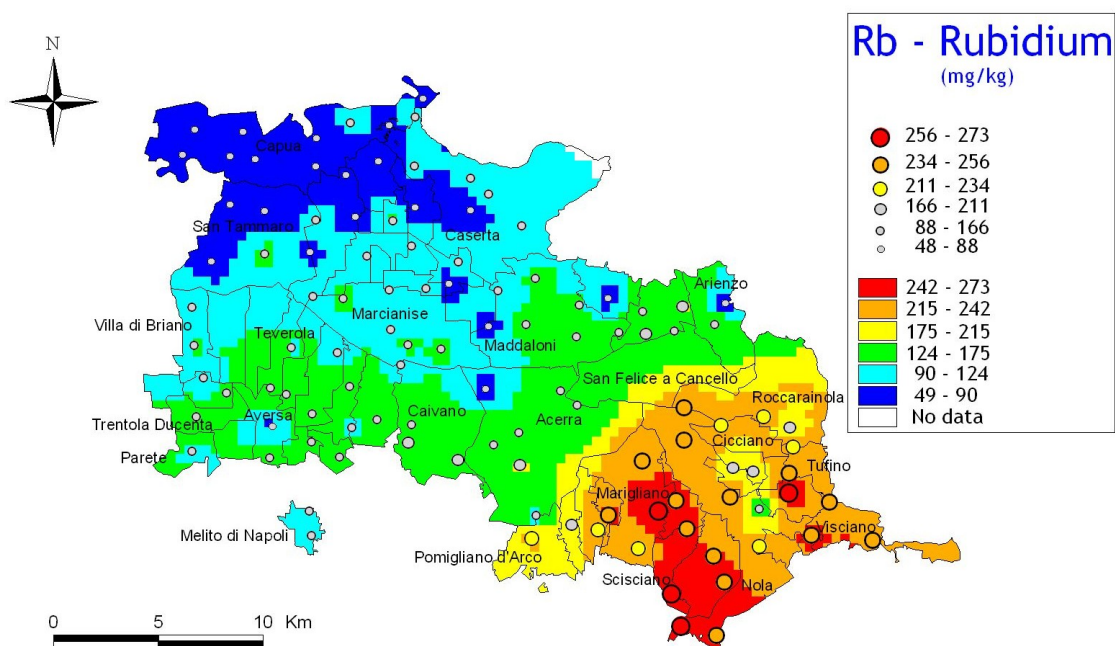 Rb - Rubidium
(mg/kg)
N
256 - 273
234 - 256
211 - 234
166 - 211
88 - 166
48 - 88
242 - 273
215 - 242
175 - 215
124 - 175
90 - 124
49 - 90
No data
Capua
San Tammaro
Caserta
Arienzo
Villa di Briano
Marcianise
Teverola
Maddaloni
San Felice a Cancello
Roccarainola
Aversa
Caivano
Acerra
Trentola Ducenta
Cicciano
Parete
Tufino
Marigliano
Melito di Napoli
Visciano
Pomigliano d'Arco
Scisciano
Nola
0 5 10 Km